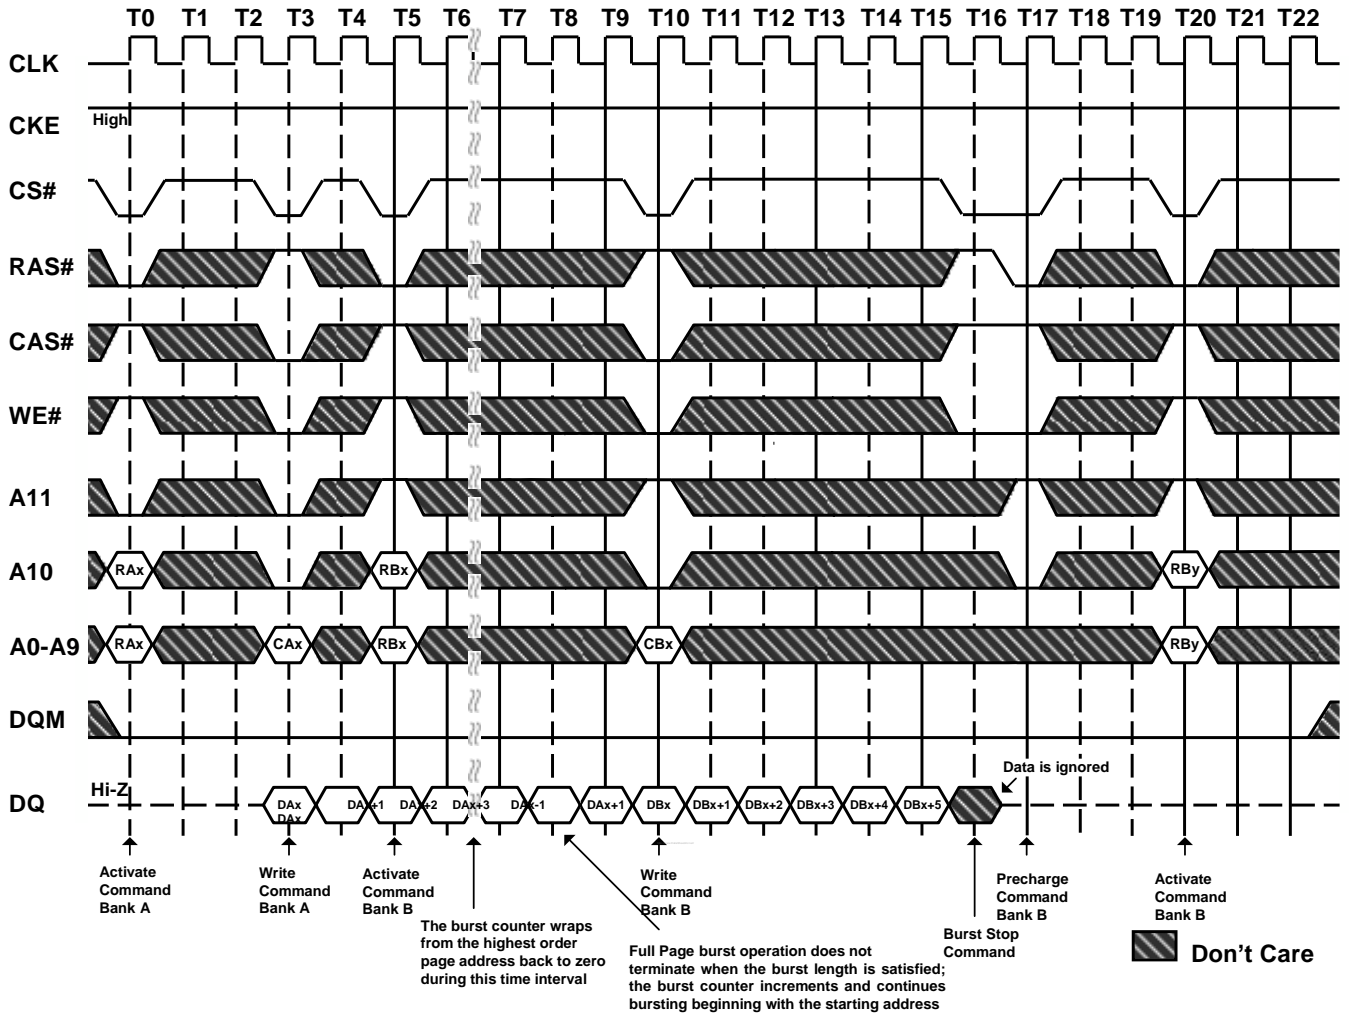 T0 T1 T2 T3 T4 T5 T6 T7 T8 T9 T10 T11 T12 T13 T14 T15 T16 T17 T18 T19 T20 T21 T22
CLK
CKE
High
CS#
RAS#
CAS#
WE#
A11
A10
RAx RBx RBy
A0-A9
RAx CAx RBx CBx RBy
DQM
Data is ignored
DQ
Hi-Z
DAx DAx+1 DAx+2 DAx+3 DAx-1 DAx+1 DBx DBx+1 DBx+2 DBx+3 DBx+4 DBx+5
DAx
Activate
Command
Bank A
Write
Command
Bank A
Activate
Command
Bank B
The burst counter wraps
from the highest order
page address back to zero
during this time interval
Write
Command
Bank B
Full Page burst operation does not
terminate when the burst length is satisfied;
the burst counter increments and continues
bursting beginning with the starting address
Burst Stop
Command
Precharge
Command
Bank B
Activate
Command
Bank B
Don't Care